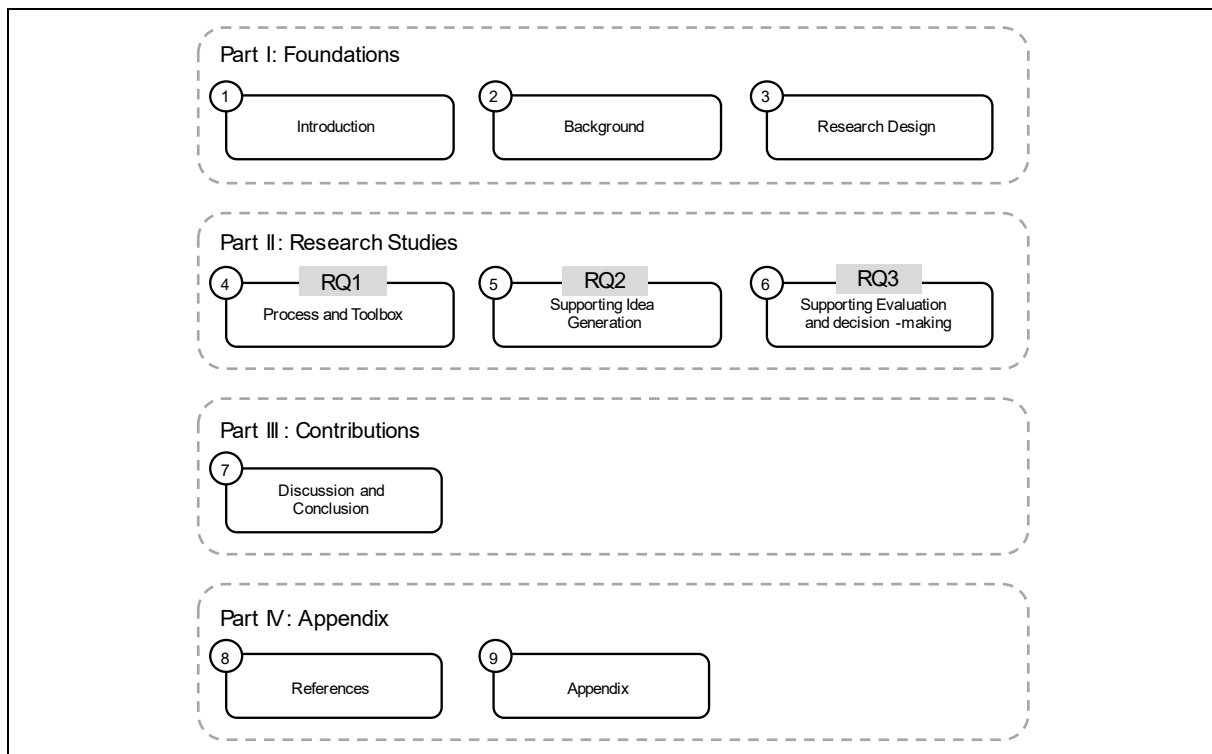 Part I: Foundations
1
Introduction
2
Background
3
Research Design
Part II: Research Studies
4
RQ1
Process and Toolbox
5
RQ2
Supporting Idea
Generation
6
RQ3
Supporting Evaluation
and decision -making
Part III : Contributions
7
Discussion and
Conclusion
Part IV: Appendix
8
References
9
Appendix